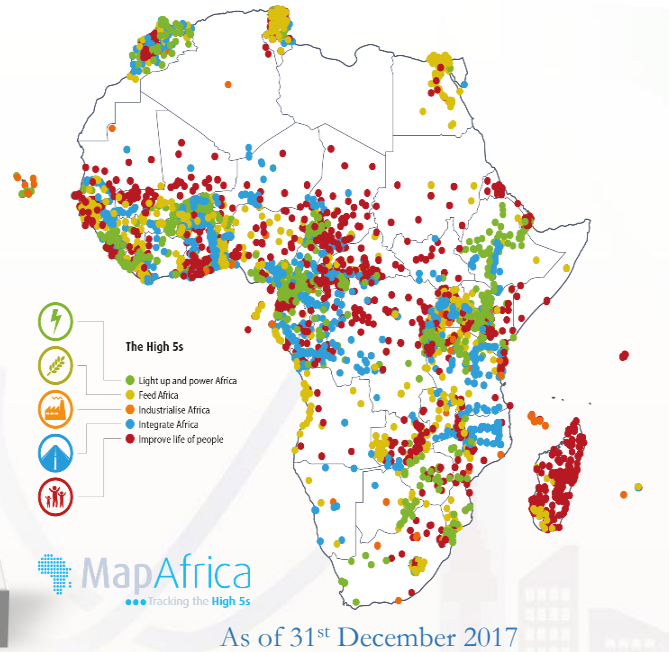 The High 5s
Light up and power Africa
Feed Africa
Industrialise Africa
Integrate Africa
Improve life of people
MapAfrica
Tracking the High 5s
As of 31st December 2017